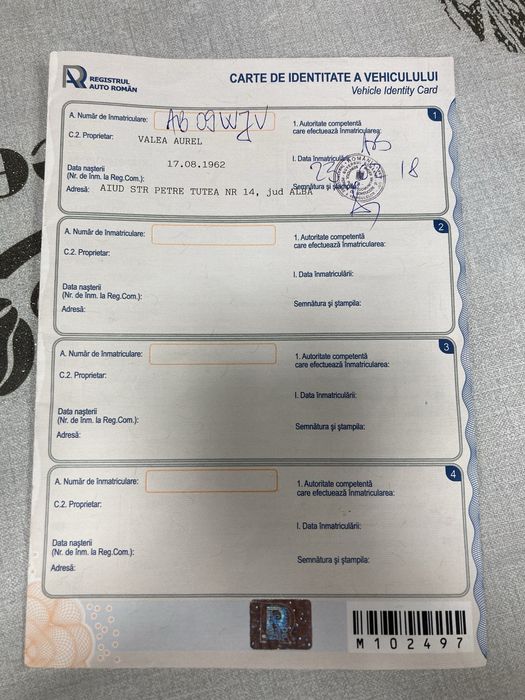 REGISTRUL
AUTO ROMÂN
CARTE DE IDENTITATE A VEHICULULUI
Vehicle Identity Card
1
A. Număr de înmatriculare: AB 09 WJV
1. Autoritate competentă
care efectuează înmatricularea: AB
C.2. Proprietar: VALEA AUREL
Data nașterii 17.08.1962
(Nr. de înm. la Reg.Com.):
I. Data înmatriculării: 18
Adresă: AIUD STR PETRE TUTEA NR 14, jud ALBA
Semnătura și ștampila:
2
A. Număr de înmatriculare:
1. Autoritate competentă
care efectuează înmatricularea:
C.2. Proprietar:
I. Data înmatriculării:
Data nașterii
(Nr. de înm. la Reg.Com.):
Semnătura și ștampila:
Adresă:
3
A. Număr de înmatriculare:
1. Autoritate competentă
care efectuează înmatricularea:
C.2. Proprietar:
I. Data înmatriculării:
Data nașterii
(Nr. de înm. la Reg.Com.):
Semnătura și ștampila:
Adresă:
4
A. Număr de înmatriculare:
1. Autoritate competentă
care efectuează înmatricularea:
C.2. Proprietar:
I. Data înmatriculării:
Data nașterii
(Nr. de înm. la Reg.Com.):
Semnătura și ștampila:
Adresă:
M102497